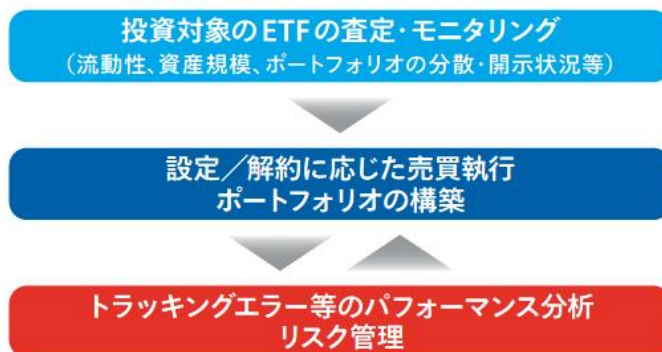 投資対象のETFの査定・モニタリング
（流動性、資産規模、ポートフォリオの分散・開示状況等）
設定／解約に応じた売買執行
ポートフォリオの構築
トラッキングエラー等のパフォーマンス分析
リスク管理